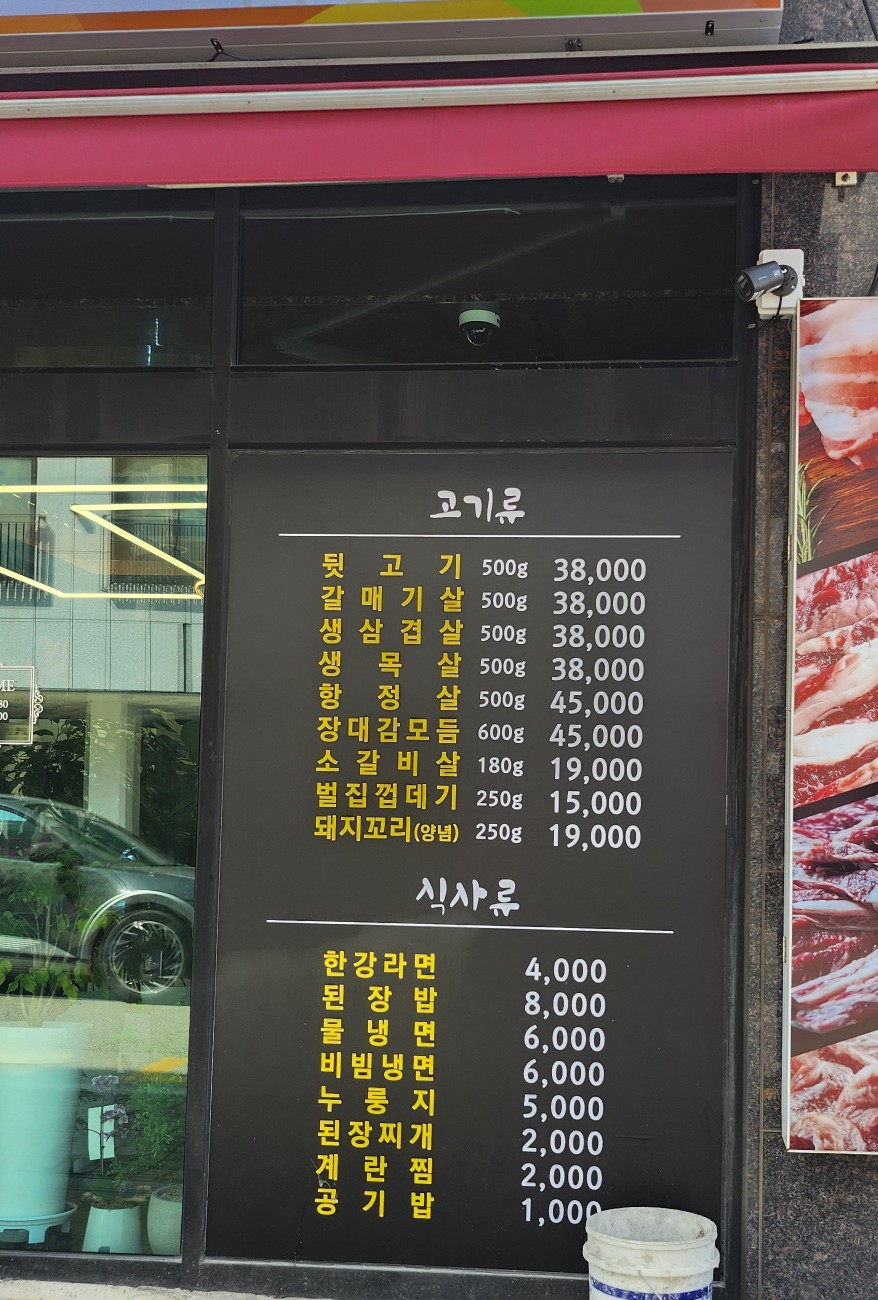 고기류
뒷고기 500g 38,000
갈매기살 500g 38,000
생삼겹살 500g 38,000
생목살 500g 38,000
항정살 500g 45,000
장대감모듬 600g 45,000
소갈비살 180g 19,000
벌집껍데기 250g 15,000
돼지꼬리(양념) 250g 19,000
식사류
한강라면 4,000
된장밥 8,000
물냉면 6,000
비빔냉면 6,000
누룽지 5,000
된장찌개 2,000
계란찜 2,000
공기밥 1,000